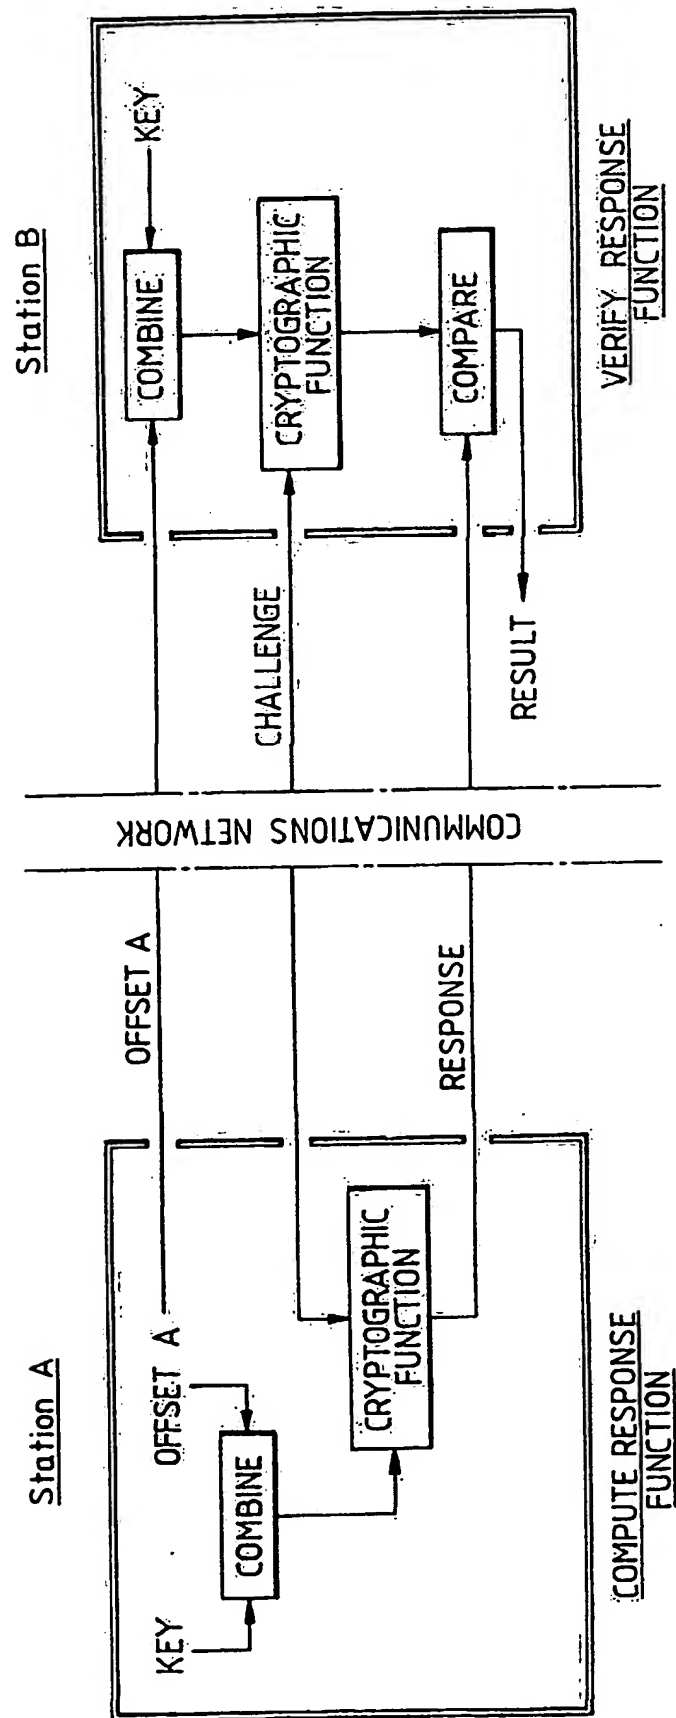 Station A
KEY
OFFSET A
COMBINE
CRYPTOGRAPHIC
FUNCTION
COMPUTE RESPONSE
FUNCTION
OFFSET A
RESPONSE
COMMUNICATIONS NETWORK
CHALLENGE
RESULT
Station B
COMBINE
KEY
CRYPTOGRAPHIC
FUNCTION
COMPARE
VERIFY RESPONSE
FUNCTION